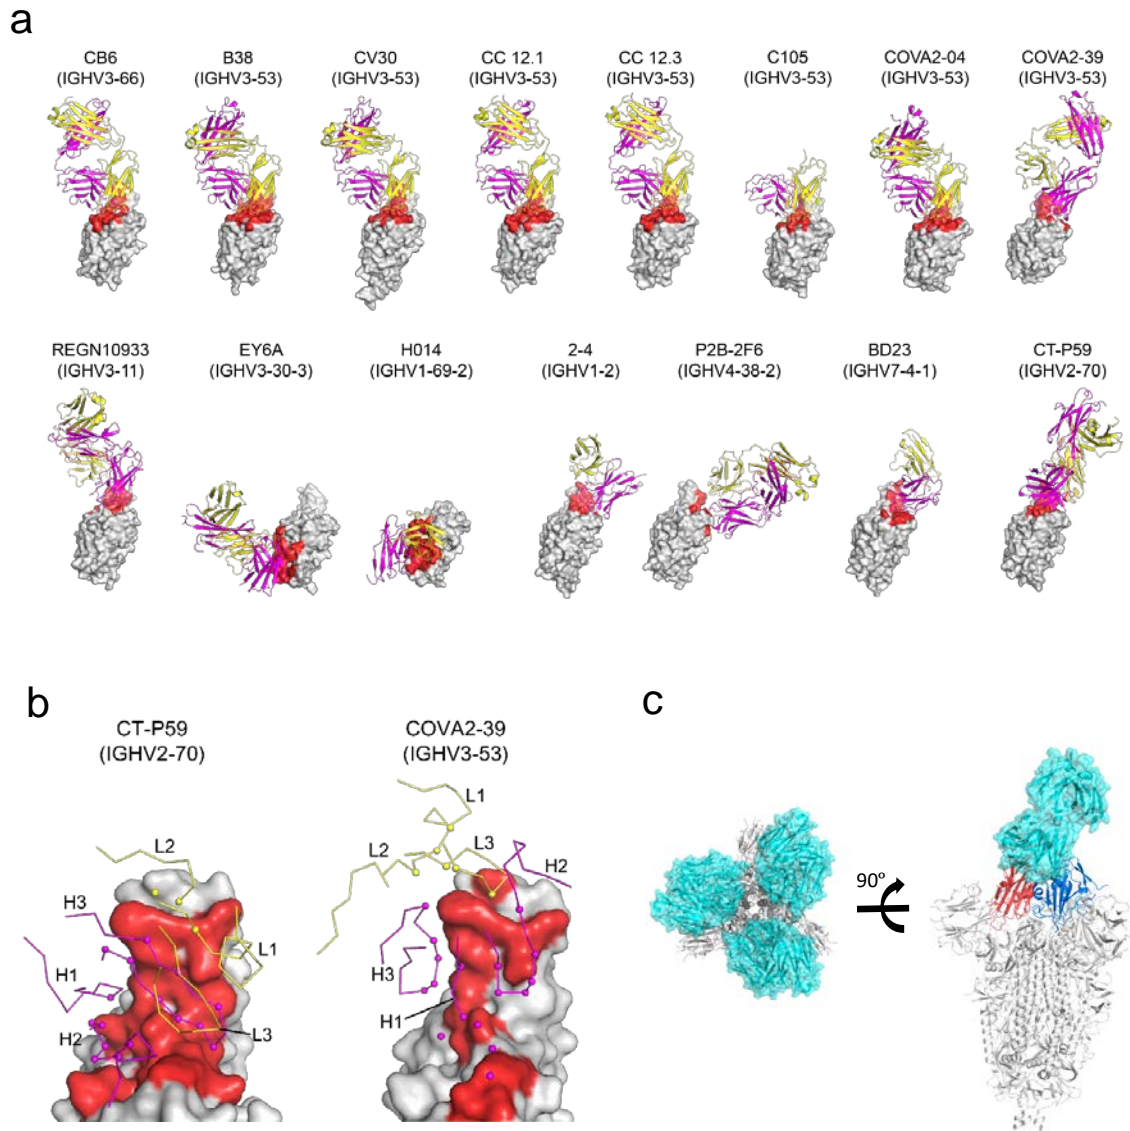 a
CB6
(IGHV3-66)
B38
(IGHV3-53)
CV30
(IGHV3-53)
CC 12.1
(IGHV3-53)
CC 12.3
(IGHV3-53)
C105
(IGHV3-53)
COVA2-04
(IGHV3-53)
COVA2-39
(IGHV3-53)
REGN10933
(IGHV3-11)
EY6A
(IGHV3-30-3)
H014
(IGHV1-69-2)
2-4
(IGHV1-2)
P2B-2F6
(IGHV4-38-2)
BD23
(IGHV7-4-1)
CT-P59
(IGHV2-70)
b
CT-P59
(IGHV2-70)
L2
H3
L1
H1
H2
L3
COVA2-39
(IGHV3-53)
L1
L2
L3
H2
H3
H1
c
90°